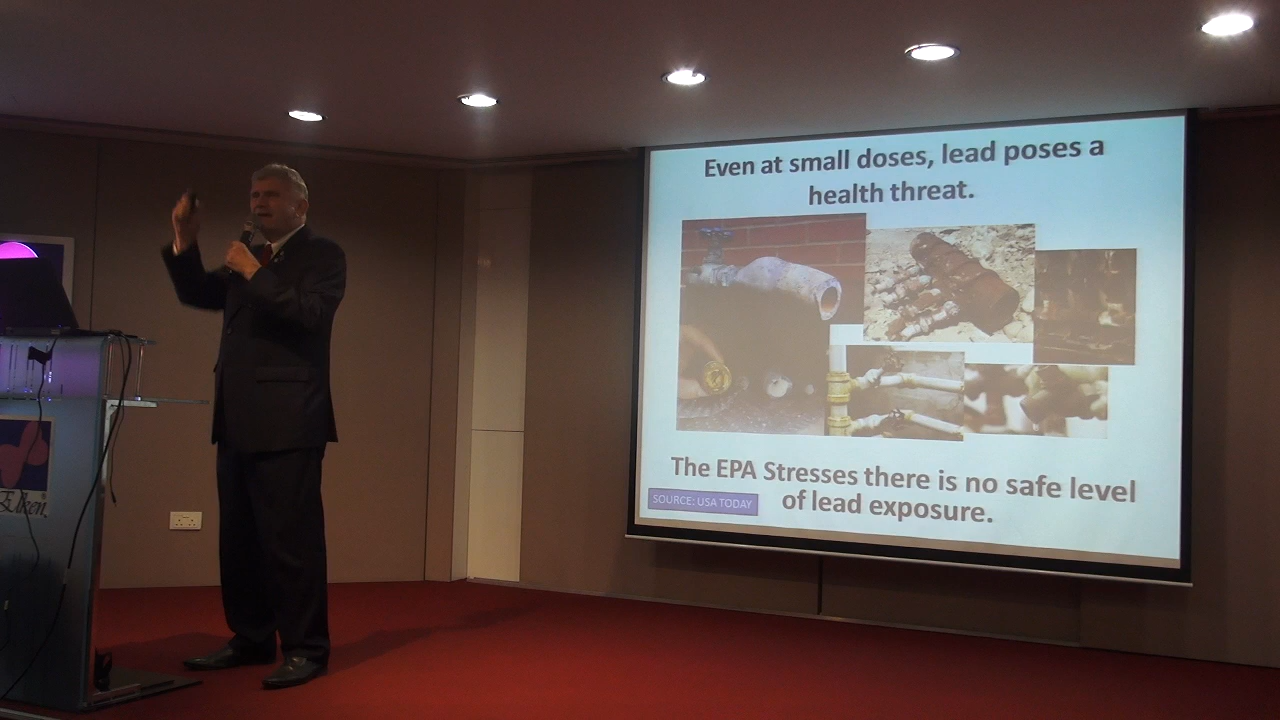 Even at small doses, lead poses a
health threat.
The EPA Stresses there is no safe level
of lead exposure.
SOURCE: USA TODAY
Elken